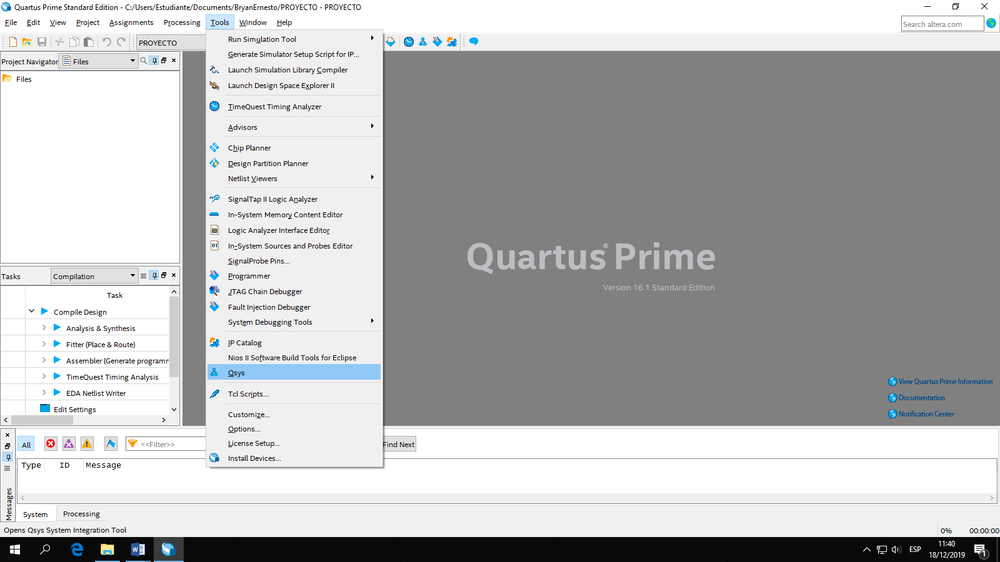 Quartus Prime Standard Edition - C:/Users/Estudiante/Documents/BryanErnesto/PROYECTO - PROYECTO
File Edit View Project Assignments Processing Tools Window Help
Search altera.com
PROYECTO
Project Navigator Files
Files
Run Simulation Tool
Generate Simulator Setup Script for IP...
Launch Simulation Library Compiler
Launch Design Space Explorer II
TimeQuest Timing Analyzer
Advisors
Chip Planner
Design Partition Planner
Netlist Viewers
SignalTap II Logic Analyzer
In-System Memory Content Editor
Logic Analyzer Interface Editor
In-System Sources and Probes Editor
SignalProbe Pins...
Programmer
JTAG Chain Debugger
Fault Injection Debugger
System Debugging Tools
IP Catalog
Nios II Software Build Tools for Eclipse
Qsys
Tcl Scripts...
Customize...
Options...
License Setup...
Install Devices...
Quartus® Prime
Version 16.1 Standard Edition
View Quartus Prime Information
Documentation
Notification Center
Tasks Compilation
Task
Compile Design
Analysis & Synthesis
Fitter (Place & Route)
Assembler (Generate programm
TimeQuest Timing Analysis
EDA Netlist Writer
Edit Settings
All <<Filter>> Find Next
Type ID Message
Messages
System Processing
Opens Qsys System Integration Tool
0% 00:00:00
ESP
11:40
18/12/2019
1